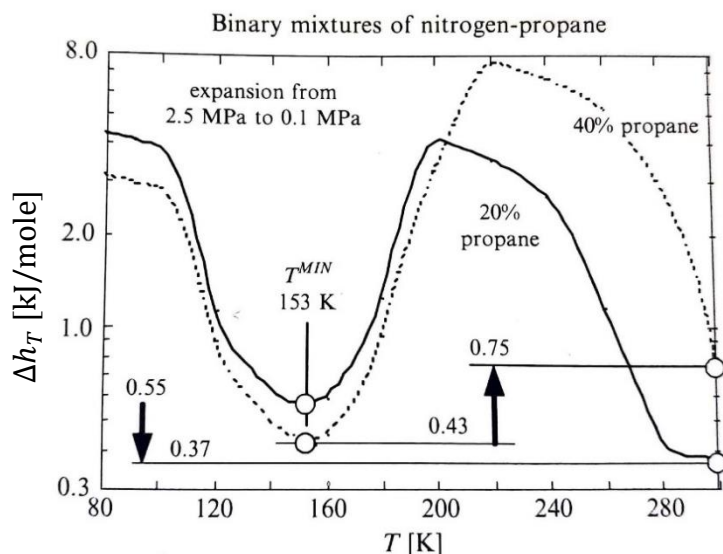 Binary mixtures of nitrogen-propane
8.0
expansion from
2.5 MPa to 0.1 MPa
40% propane
2.0
20%
propane
T^MIN
153 K
1.0
0.75
0.55
0.43
0.37
0.3
80 120 160 200 240 280
T [K]
Δh_T [kJ/mole]